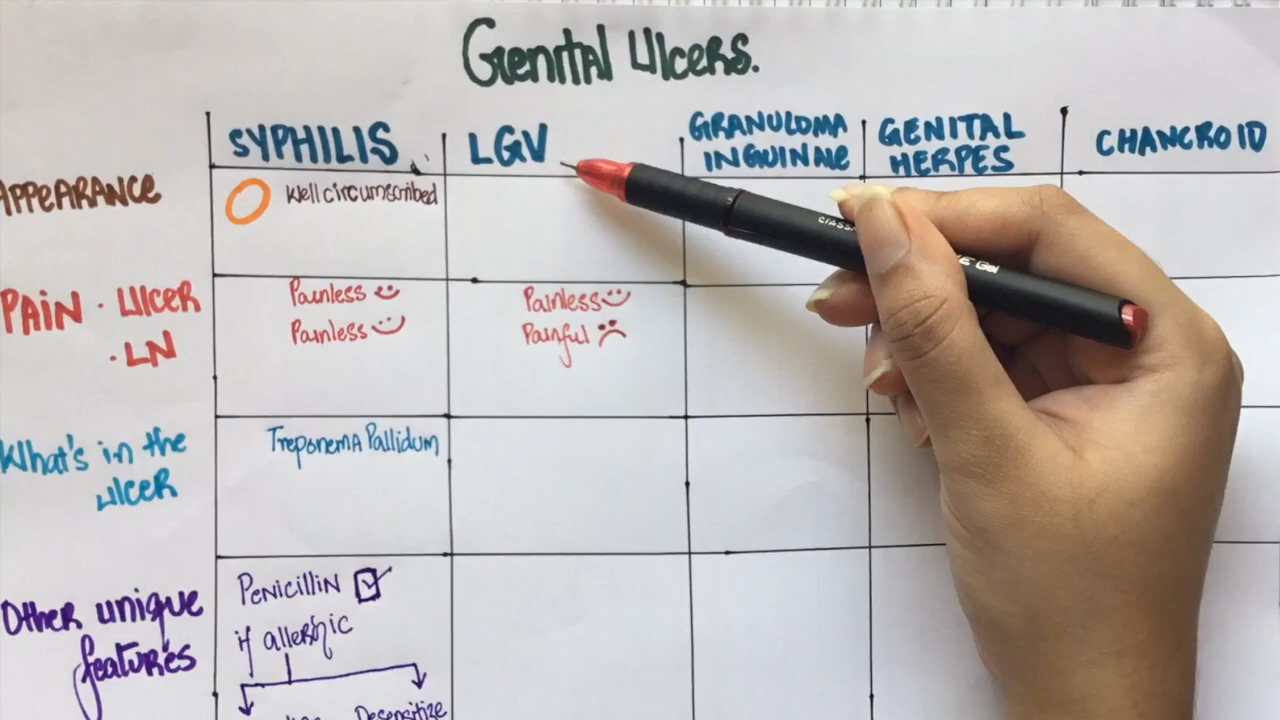 Genital Ulcers.
SYPHILIS
LGV
GRANULOMA
INGUINALE
GENITAL
HERPES
CHANCROID
APPEARANCE
Well circumscribed
PAIN · ULCER
· LN
Painless
Painless
Painless
Painful
What's in the
ulcer
Treponema Pallidum
Other unique
features
Penicillin
if allergic
Desensitize